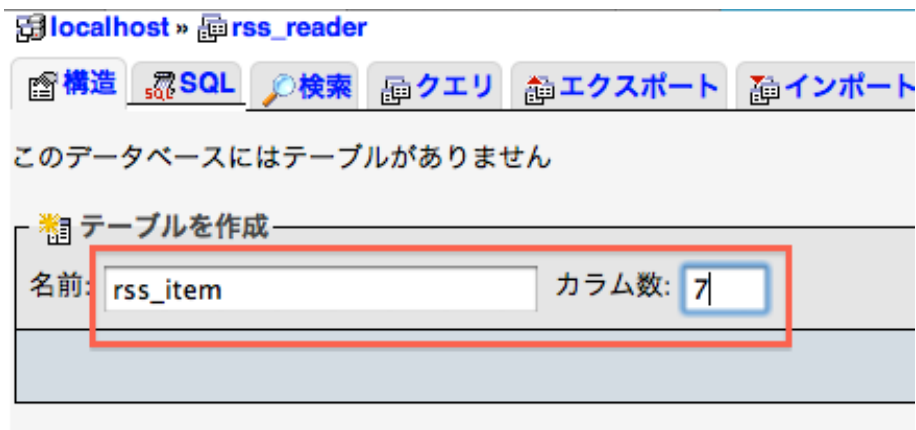 localhost » rss_reader
構造 SQL 検索 クエリ エクスポート インポート
このデータベースにはテーブルがありません
テーブルを作成
名前: rss_item カラム数: 7